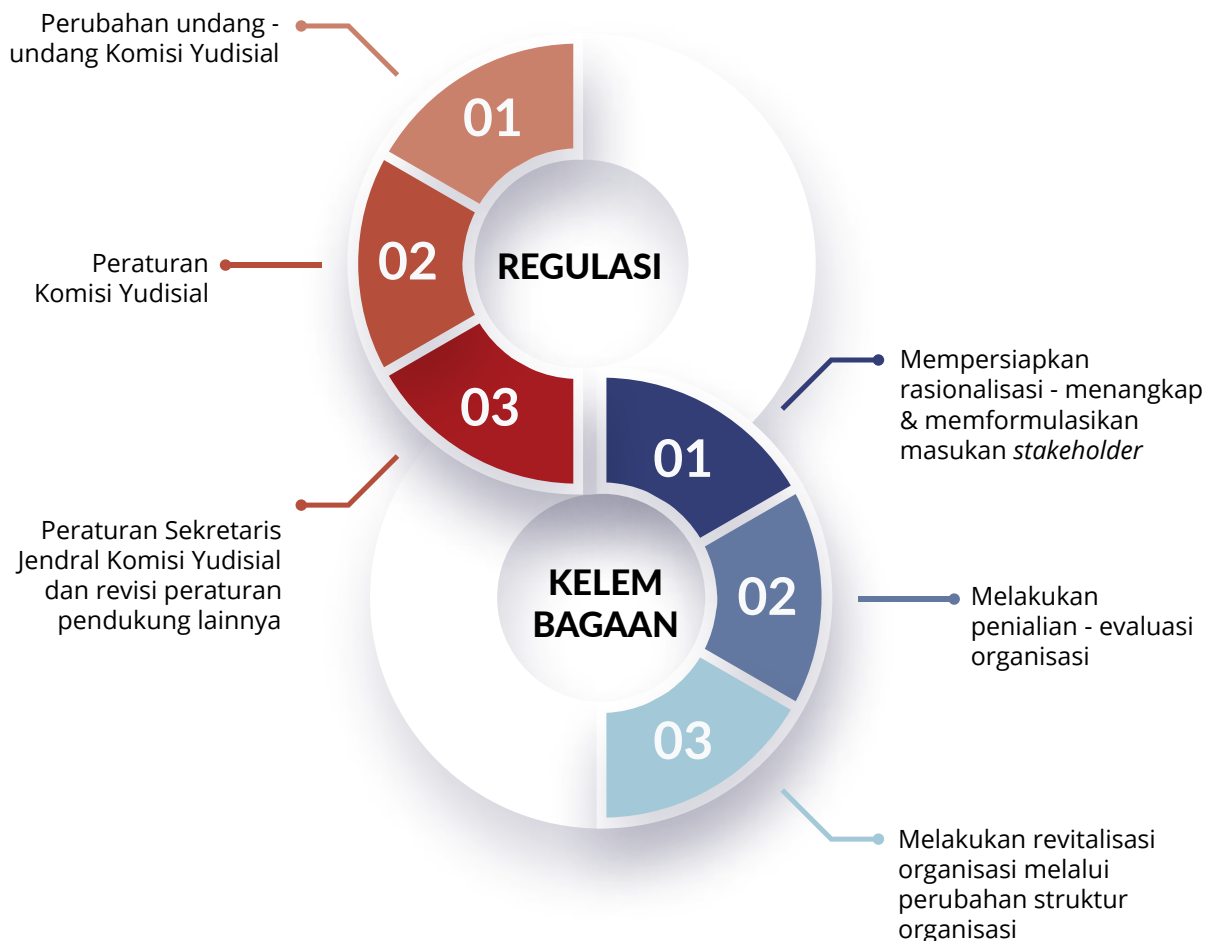 Perubahan undang -
undang Komisi Yudisial
01
Peraturan
Komisi Yudisial
02
REGULASI
03
Peraturan Sekretaris
Jendral Komisi Yudisial
dan revisi peraturan
pendukung lainnya
Mempersiapkan
rasionalisasi - menangkap
& memformulasikan
masukan stakeholder
01
KELEM
BAGAAN
02
Melakukan
penialian - evaluasi
organisasi
03
Melakukan revitalisasi
organisasi melalui
perubahan struktur
organisasi